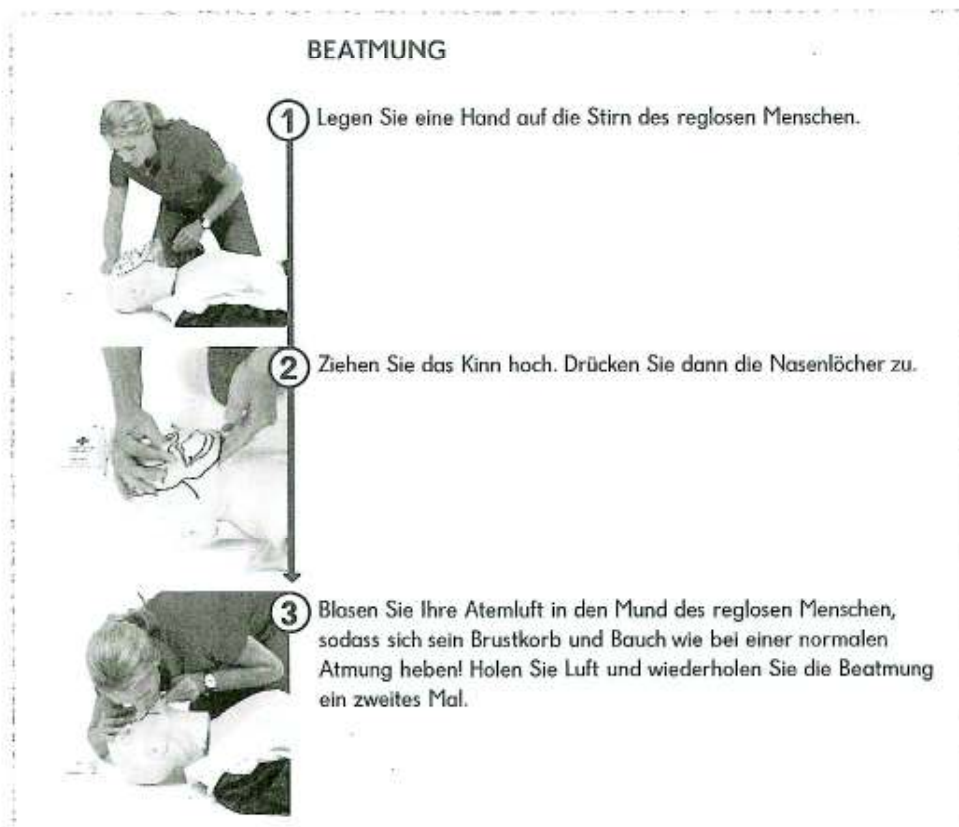 BEATMUNG
1 Legen Sie eine Hand auf die Stirn des reglosen Menschen.
2 Ziehen Sie das Kinn hoch. Drücken Sie dann die Nasenlöcher zu.
3 Blasen Sie Ihre Atemluft in den Mund des reglosen Menschen,
sodass sich sein Brustkorb und Bauch wie bei einer normalen
Atmung heben! Holen Sie Luft und wiederholen Sie die Beatmung
ein zweites Mal.